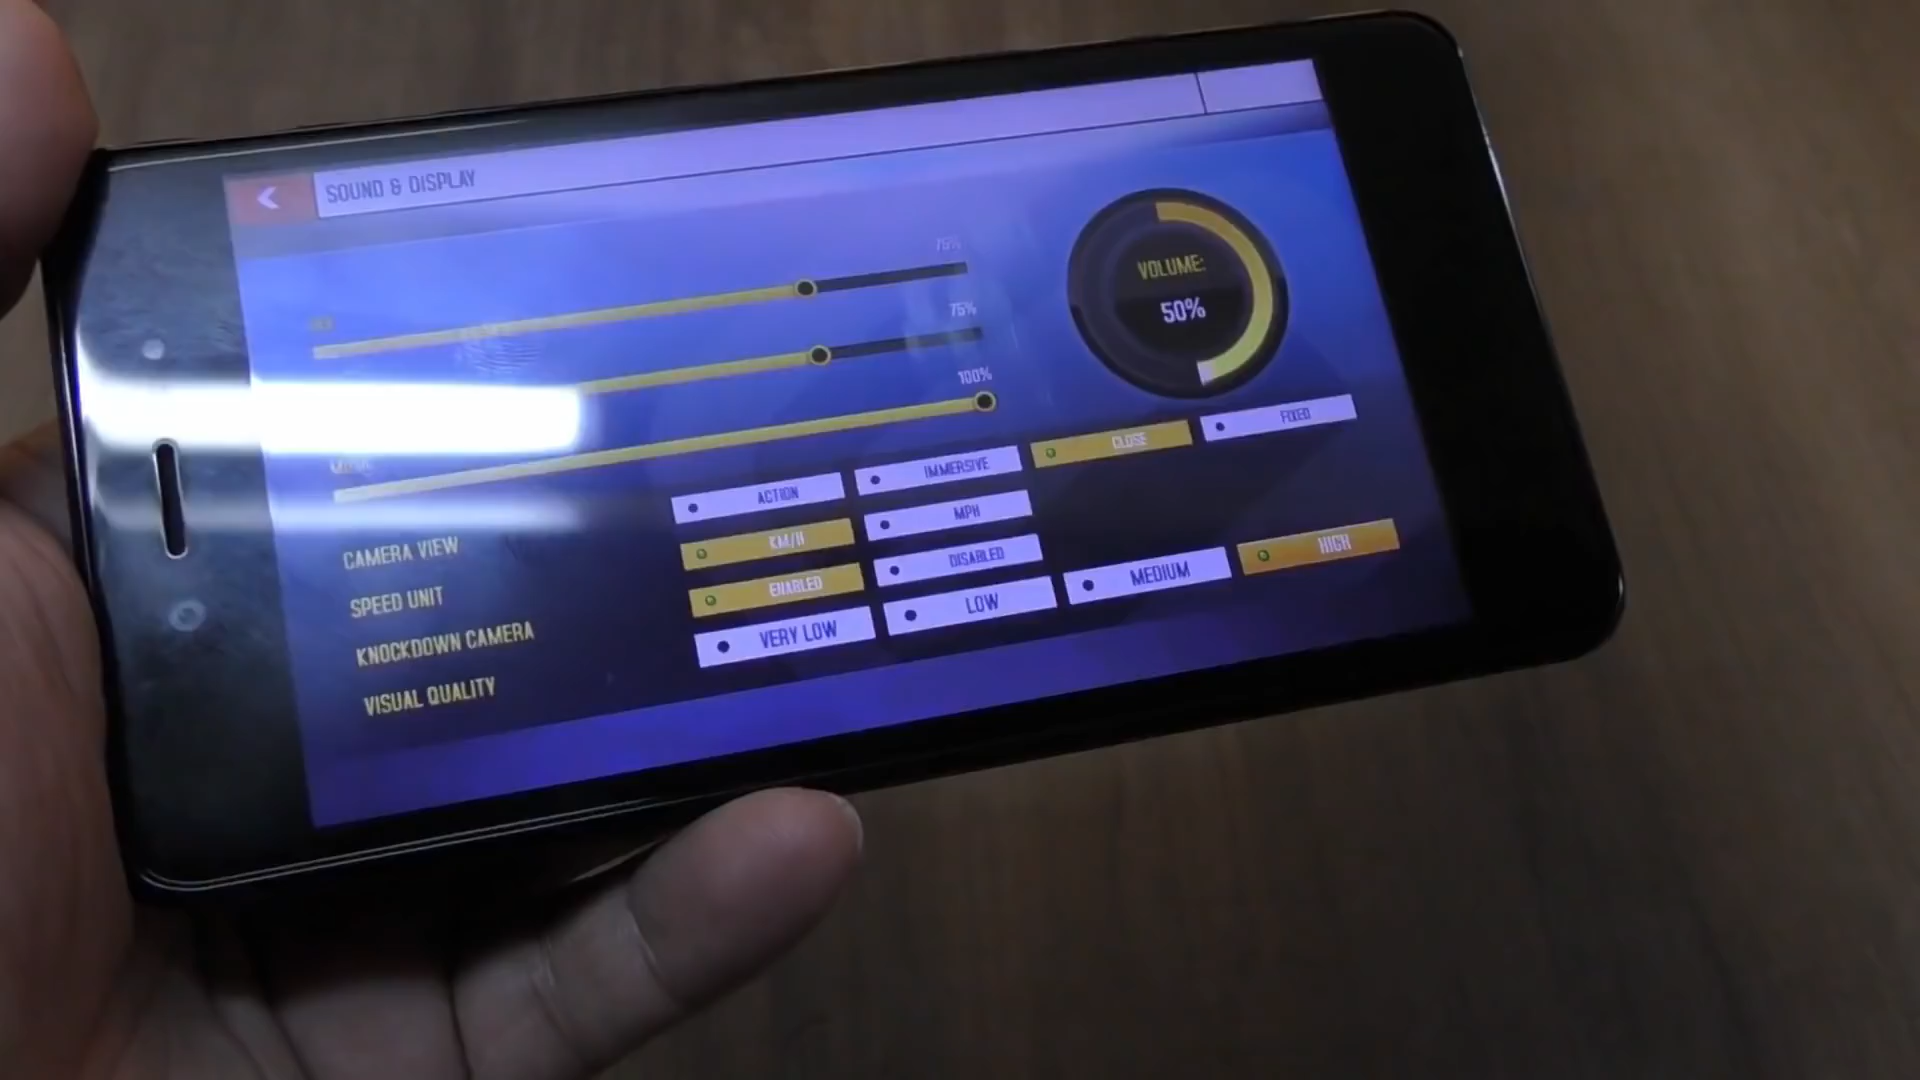 SOUND & DISPLAY
75%
75%
100%
VOLUME:
50%
CAMERA VIEW
ACTION
IMMERSIVE
CLOSE
FIXED
SPEED UNIT
KM/H
MPH
KNOCKDOWN CAMERA
ENABLED
DISABLED
VISUAL QUALITY
VERY LOW
LOW
MEDIUM
HIGH